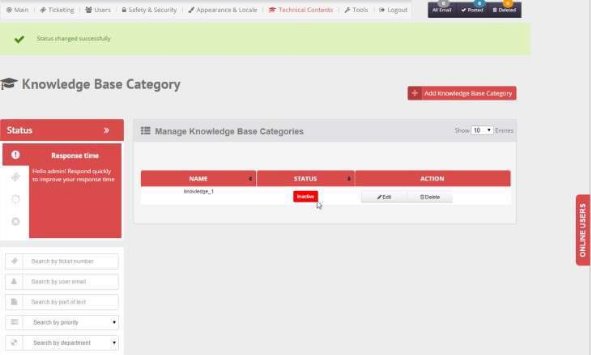 Main Ticketing Users Safety & Security Appearance & Locale Technical Contents Tools Logout All Email Posted Deleted
Status changed successfully
Knowledge Base Category
+ Add Knowledge Base Category
Status »
Manage Knowledge Base Categories
Show 10 Entries
Response time
Hello admin! Respond quickly
to improve your response time
NAME STATUS ACTION
knowledge_1 Inactive Edit Delete
ONLINE USERS
Search by ticket number
Search by user email
Search by part of text
Search by priority
Search by department